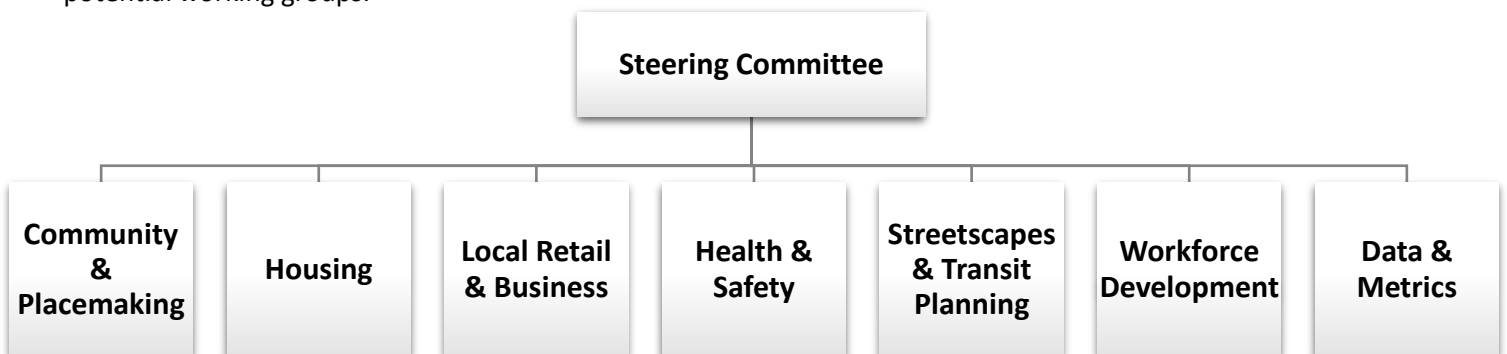 potential working groups.
Steering Committee
Community
&
Placemaking
Housing
Local Retail
& Business
Health &
Safety
Streetscapes
& Transit
Planning
Workforce
Development
Data &
Metrics